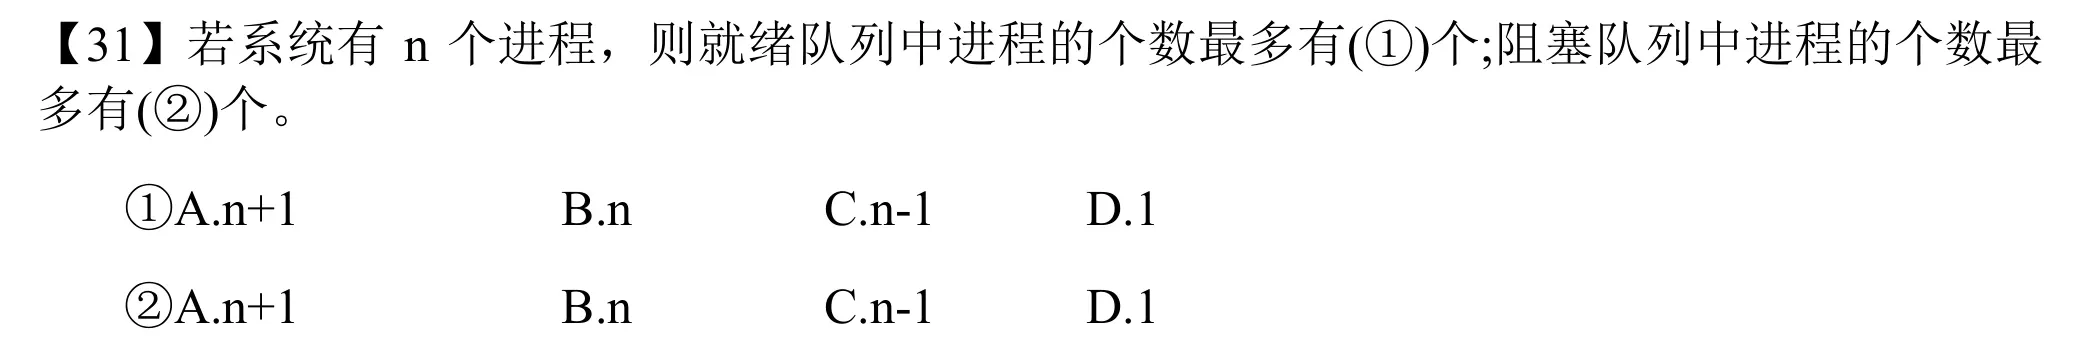 【31】若系统有 n 个进程，则就绪队列中进程的个数最多有(①)个;阻塞队列中进程的个数最
多有(②)个。
①A.n+1 B.n C.n-1 D.1
②A.n+1 B.n C.n-1 D.1